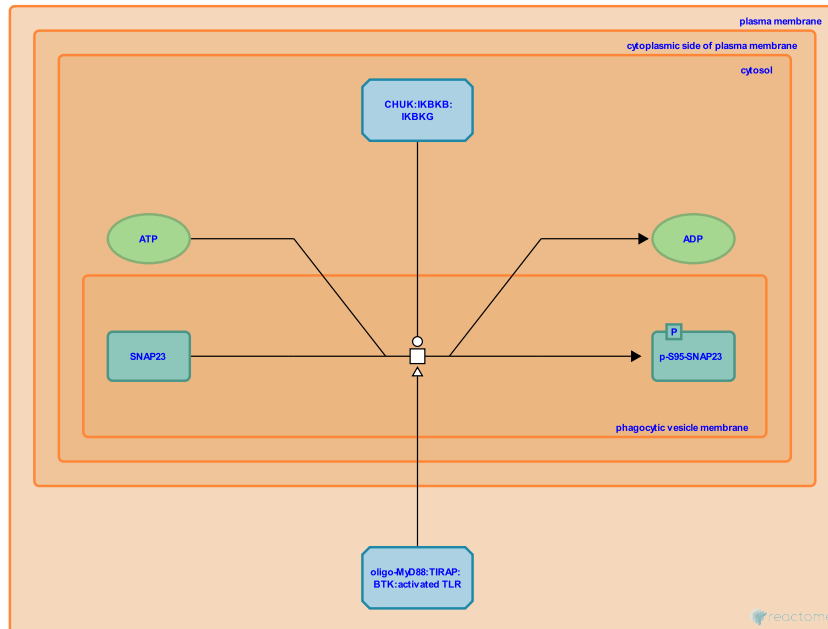 plasma membrane
cytoplasmic side of plasma membrane
cytosol
CHUK:IKBKB:
IKBKG
ATP
ADP
SNAP23
P
p-S95-SNAP23
phagocytic vesicle membrane
oligo-MyD88:TIRAP:
BTK:activated TLR
reactome